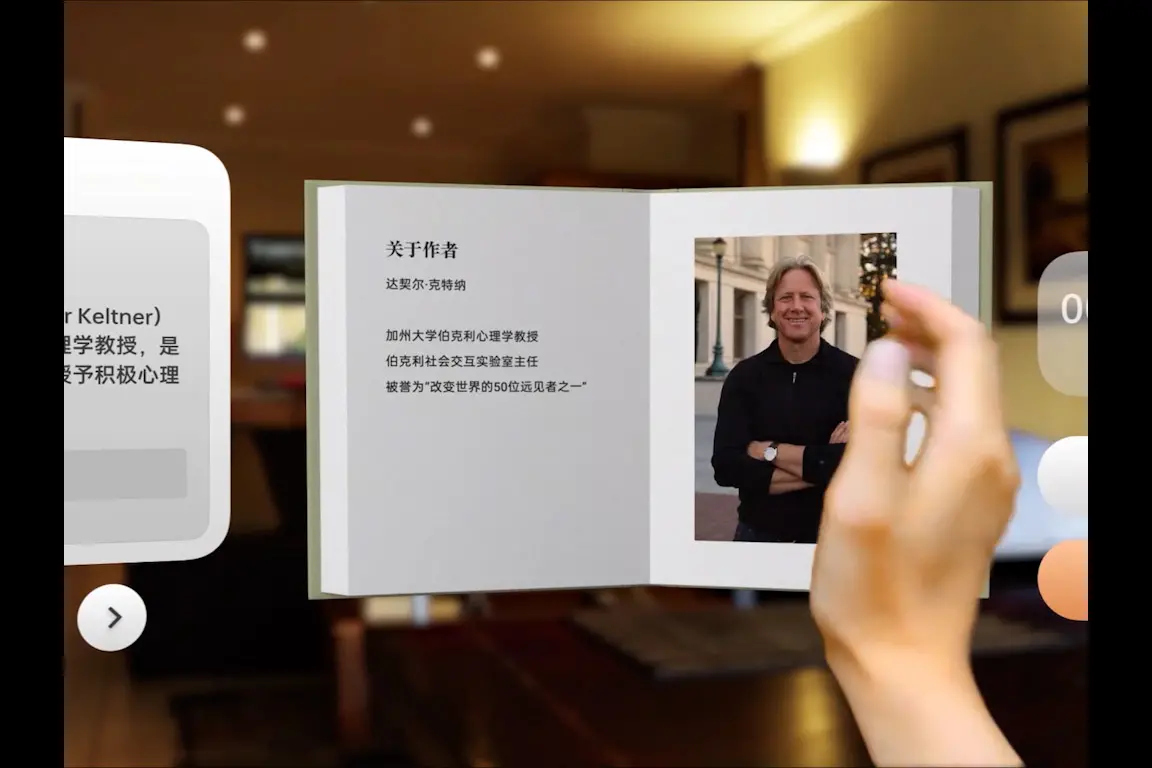 r Keltner)
理学教授，是
授予积极心理
关于作者
达契尔·克特纳
加州大学伯克利心理学教授
伯克利社会交互实验室主任
被誉为“改变世界的50位远见者之一”